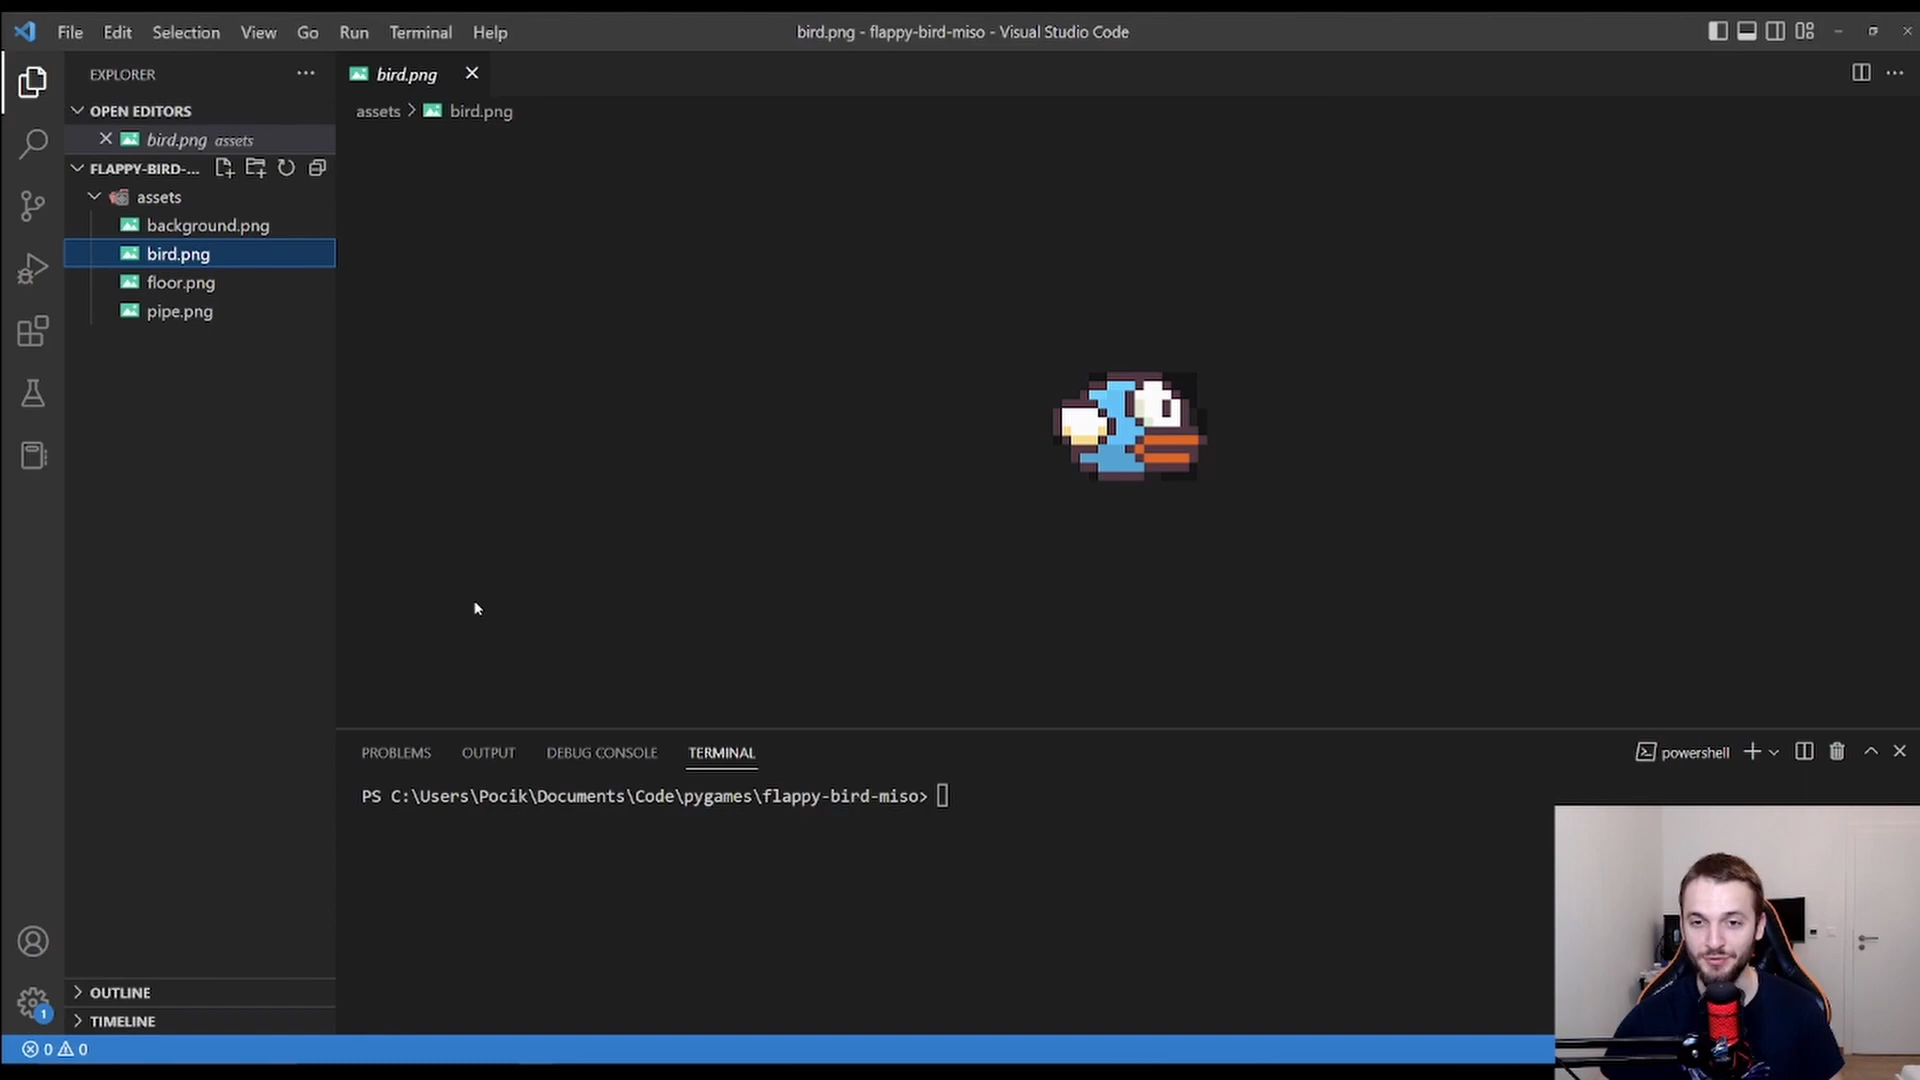 File Edit Selection View Go Run Terminal Help
bird.png - flappy-bird-miso - Visual Studio Code
EXPLORER
OPEN EDITORS
bird.png assets
FLAPPY-BIRD-...
assets
background.png
bird.png
floor.png
pipe.png
OUTLINE
TIMELINE
bird.png
assets > bird.png
PROBLEMS OUTPUT DEBUG CONSOLE TERMINAL
powershell
PS C:\Users\Pocik\Documents\Code\pygames\flappy-bird-miso>
1
0 0